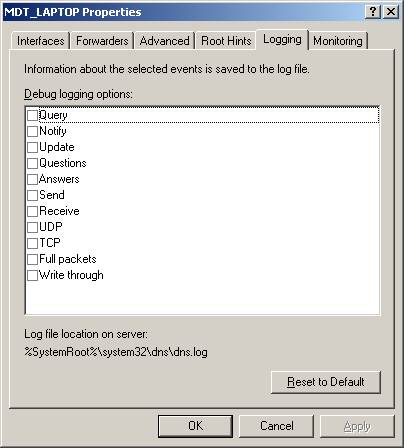 MDT_LAPTOP Properties
Interfaces Forwarders Advanced Root Hints Logging Monitoring
Information about the selected events is saved to the log file.
Debug logging options:
Query
Notify
Update
Questions
Answers
Send
Receive
UDP
TCP
Full packets
Write through
Log file location on server:
%SystemRoot%\system32\dns\dns.log
Reset to Default
OK Cancel Apply